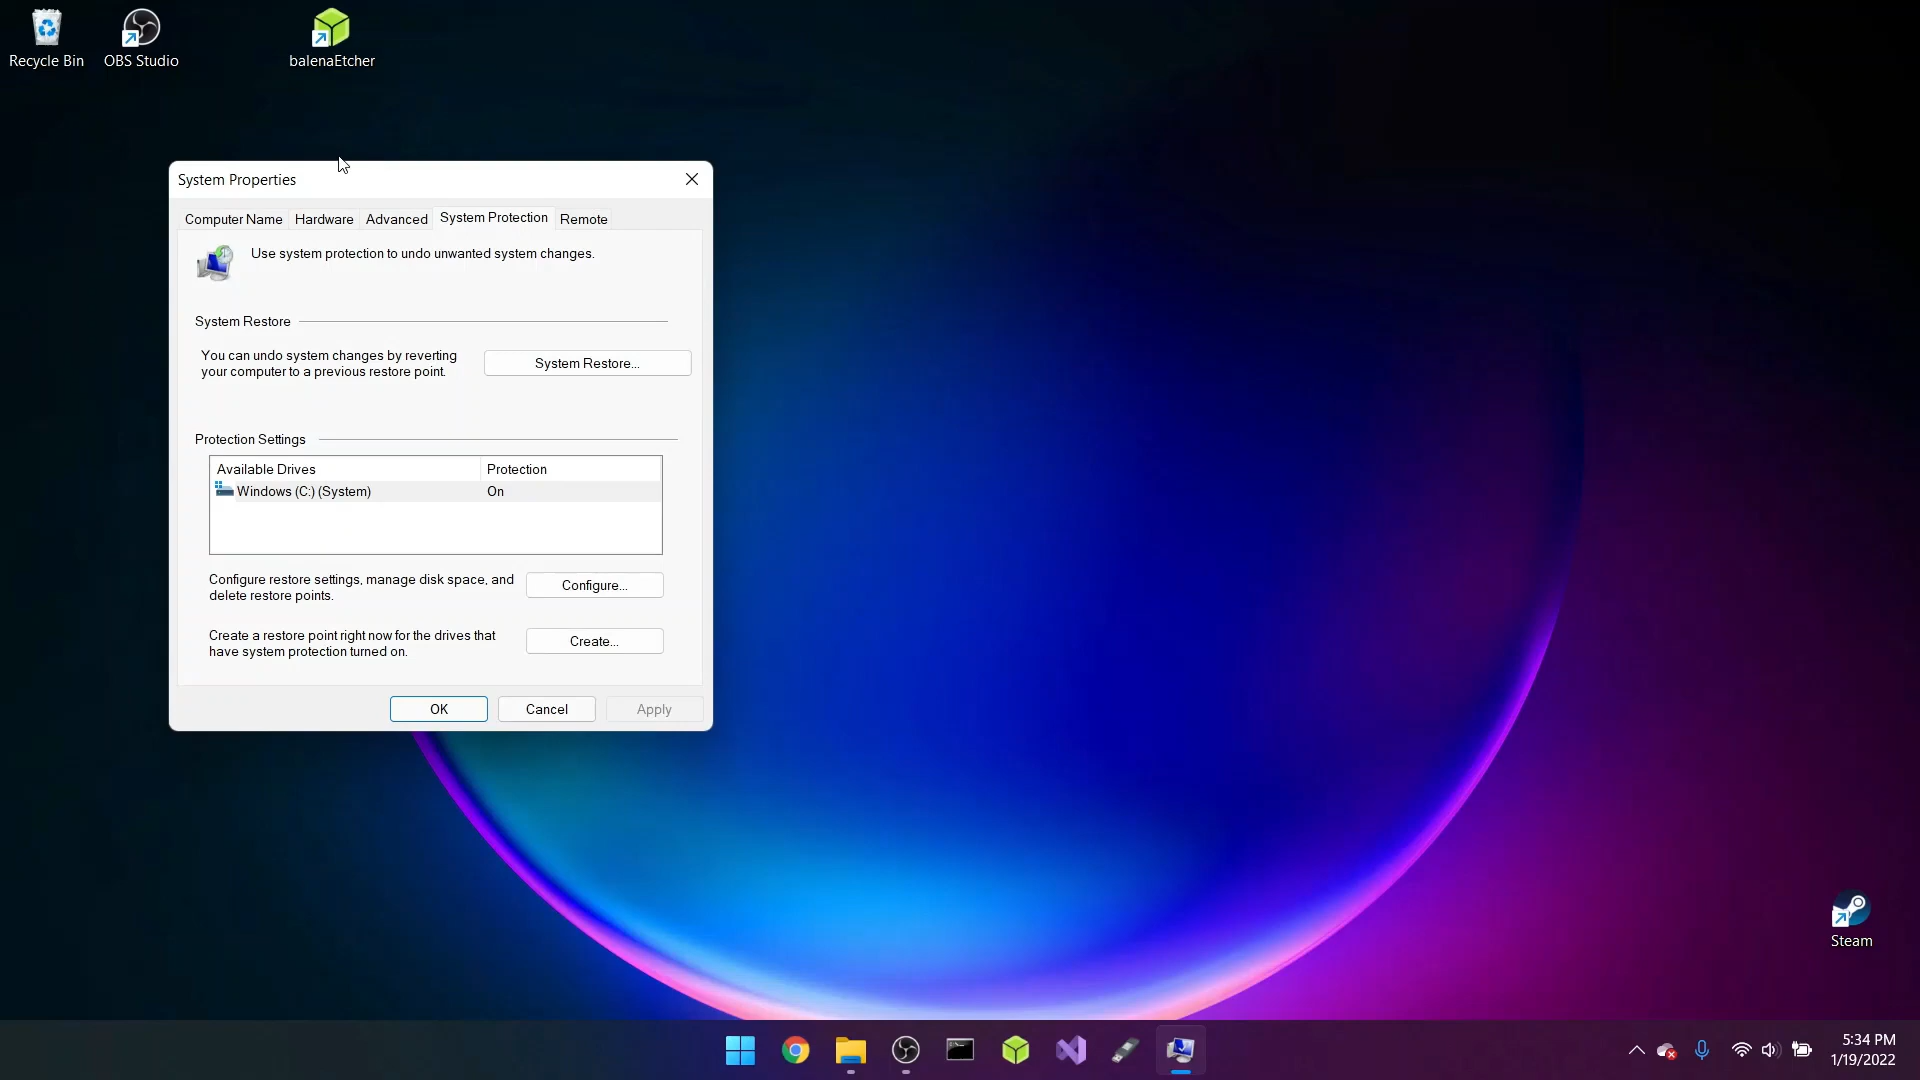 Recycle Bin
OBS Studio
balenaEtcher
System Properties
Computer Name
Hardware
Advanced
System Protection
Remote
Use system protection to undo unwanted system changes.
System Restore
You can undo system changes by reverting
your computer to a previous restore point.
System Restore...
Protection Settings
Available Drives
Protection
Windows (C:) (System)
On
Configure restore settings, manage disk space, and
delete restore points.
Configure...
Create a restore point right now for the drives that
have system protection turned on.
Create...
OK
Cancel
Apply
Steam
5:34 PM
1/19/2022